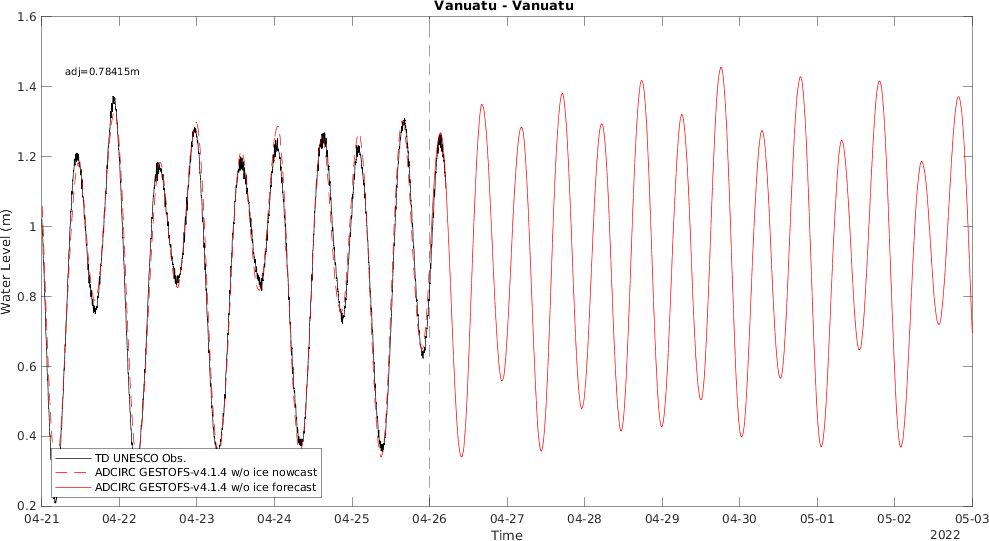 Vanuatu - Vanuatu
1.6
1.4
1.2
1
0.8
0.6
0.4
0.2
Water Level (m)
adj=0.78415m
TD UNESCO Obs.
ADCIRC GESTOFS-v4.1.4 w/o ice nowcast
ADCIRC GESTOFS-v4.1.4 w/o ice forecast
04-21 04-22 04-23 04-24 04-25 04-26 04-27 04-28 04-29 04-30 05-01 05-02 05-03
Time
2022